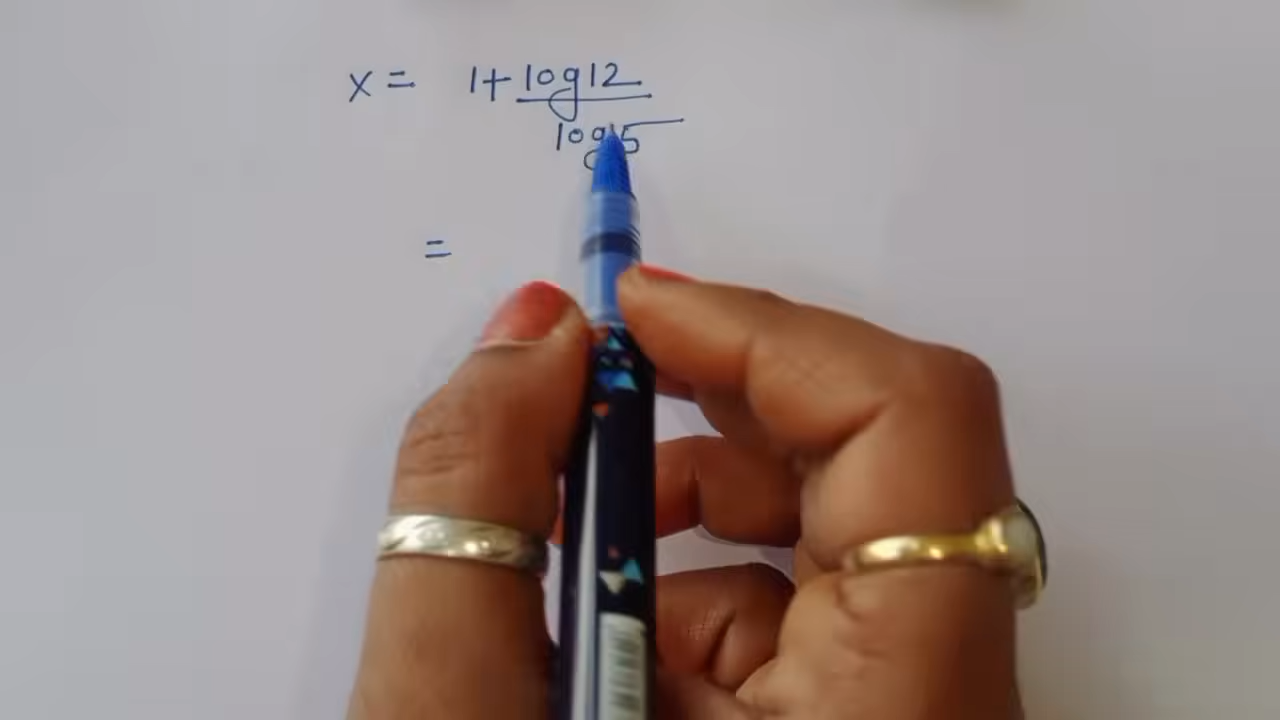 x = 1+ log12
log5
=